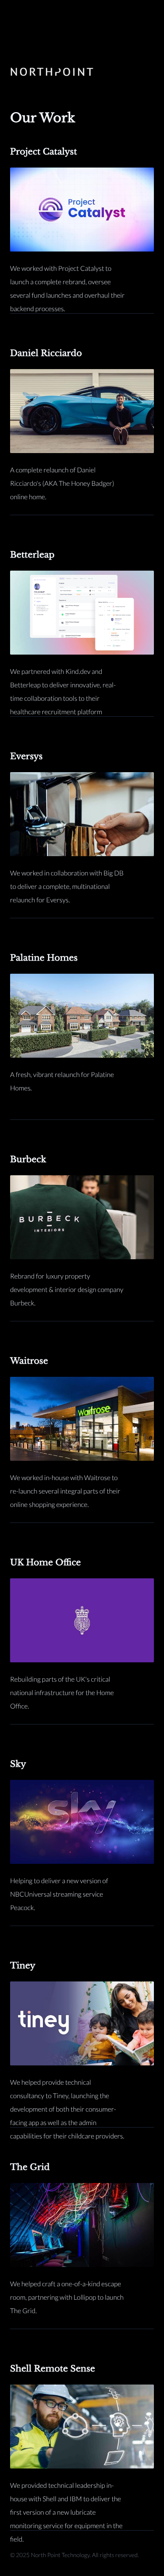 NORTHPOINT
Our Work
Project Catalyst
Project
Catalyst
We worked with Project Catalyst to
launch a complete rebrand, oversee
several fund launches and overhaul their
backend processes.
Daniel Ricciardo
A complete relaunch of Daniel
Ricciardo's (AKA The Honey Badger)
online home.
Betterleap
We partnered with Kind.dev and
Betterleap to deliver innovative, real-
time collaboration tools to their
healthcare recruitment platform
Eversys
We worked in collaboration with Big DB
to deliver a complete, multinational
relaunch for Eversys.
Palatine Homes
A fresh, vibrant relaunch for Palatine
Homes.
Burbeck
BURBECK
INTERIORS
Rebrand for luxury property
development & interior design company
Burbeck.
Waitrose
Waitrose
We worked in-house with Waitrose to
re-launch several integral parts of their
online shopping experience.
UK Home Office
Rebuilding parts of the UK's critical
national infrastructure for the Home
Office.
Sky
sky
Helping to deliver a new version of
NBCUniversal streaming service
Peacock.
Tiney
tiney
We helped provide technical
consultancy to Tiney, launching the
development of both their consumer-
facing app as well as the admin
capabilities for their childcare providers.
The Grid
We helped craft a one-of-a-kind escape
room, partnering with Lollipop to launch
The Grid.
Shell Remote Sense
We provided technical leadership in-
house with Shell and IBM to deliver the
first version of a new lubricate
monitoring service for equipment in the
field.
© 2025 North Point Technology. All rights reserved.